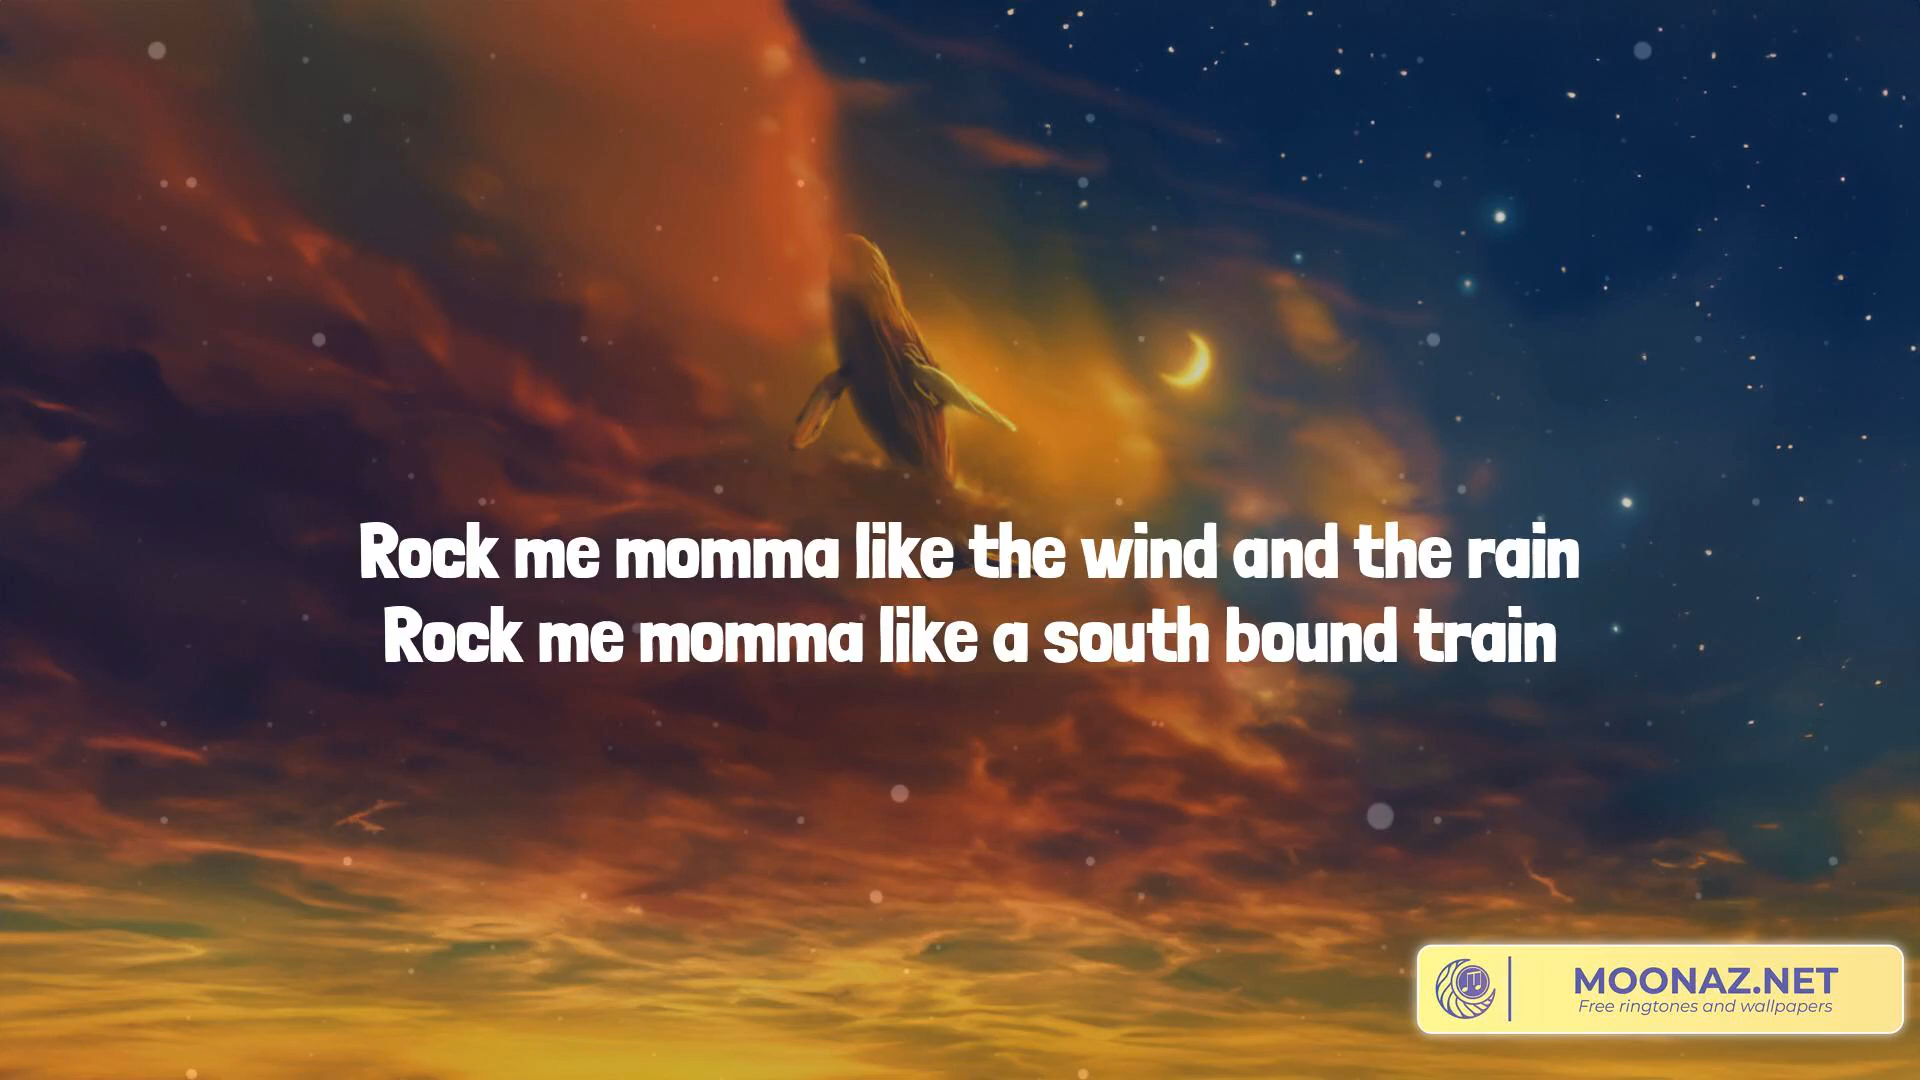 Rock me momma like the wind and the rain
Rock me momma like a south bound train
MOONAZ.NET
Free ringtones and wallpapers